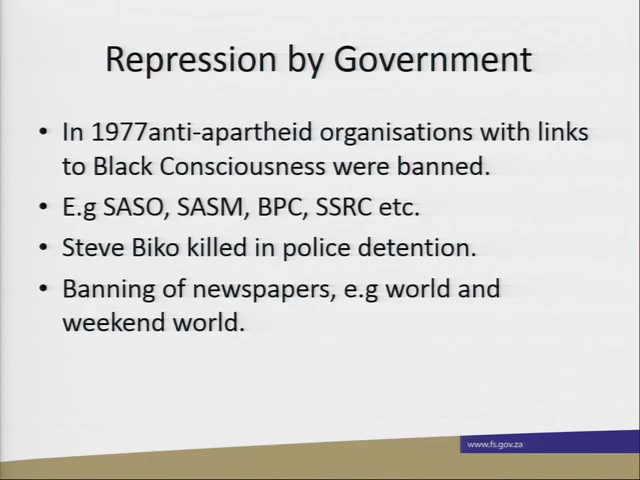 Repression by Government
• In 1977anti-apartheid organisations with links
to Black Consciousness were banned.
• E.g SASO, SASM, BPC, SSRC etc.
• Steve Biko killed in police detention.
• Banning of newspapers, e.g world and
weekend world.
www.fs.gov.za